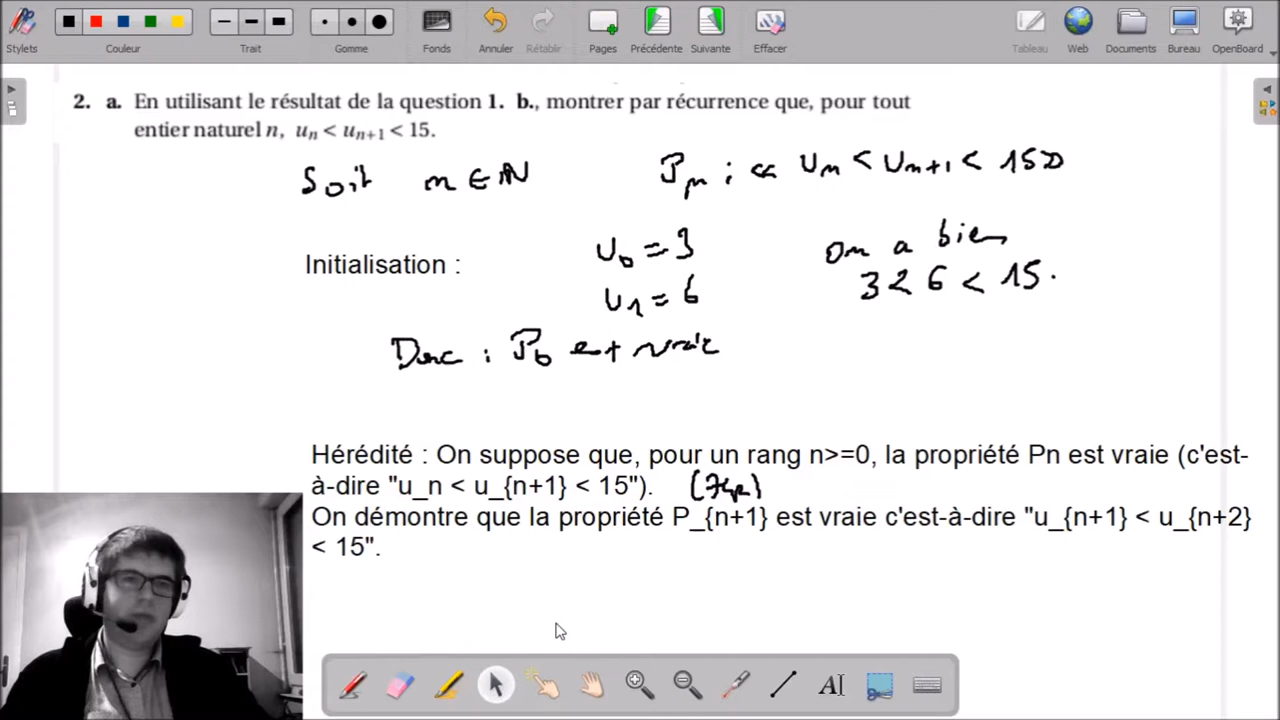 Stylets Couleur Trait Gomme Fonds Annuler Rétablir Pages Précédente Suivante Effacer Tableau Web Documents Bureau OpenBoard
2. a. En utilisant le résultat de la question 1. b., montrer par récurrence que, pour tout
entier naturel n, uₙ < uₙ₊₁ < 15.
Soit n ∈ ℕ Pₙ : « Uₙ < Uₙ₊₁ < 15 »
U₀ = 3 On a bien
Initialisation : U₁ = 6 3 < 6 < 15.
Donc : P₀ est vraie
Hérédité : On suppose que, pour un rang n>=0, la propriété Pn est vraie (c'est-
à-dire "u_n < u_{n+1} < 15"). (Hyp)
On démontre que la propriété P_{n+1} est vraie c'est-à-dire "u_{n+1} < u_{n+2}
< 15".